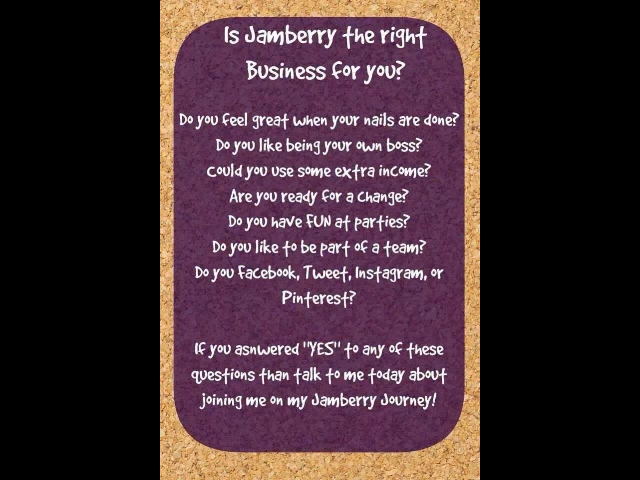 Is Jamberry the right
Business for you?
Do you feel great when your nails are done?
Do you like being your own boss?
Could you use some extra income?
Are you ready for a change?
Do you have FUN at parties?
Do you like to be part of a team?
Do you Facebook, Tweet, Instagram, or
Pinterest?
If you asnwered "YES" to any of these
questions than talk to me today about
joining me on my Jamberry Journey!